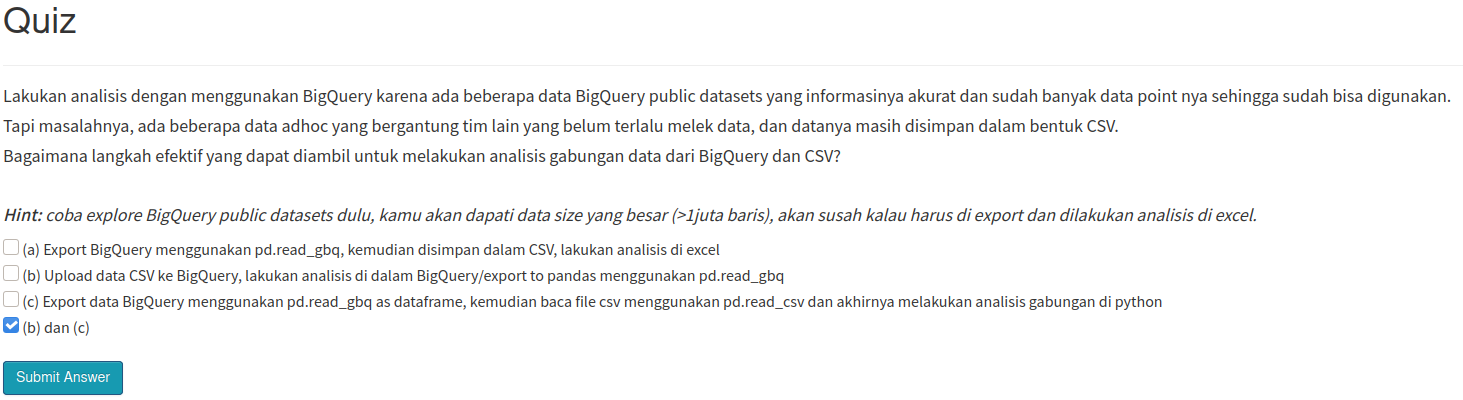 Quiz
Lakukan analisis dengan menggunakan BigQuery karena ada beberapa data BigQuery public datasets yang informasinya akurat dan sudah banyak data point nya sehingga sudah bisa digunakan.
Tapi masalahnya, ada beberapa data adhoc yang bergantung tim lain yang belum terlalu melek data, dan datanya masih disimpan dalam bentuk CSV.
Bagaimana langkah efektif yang dapat diambil untuk melakukan analisis gabungan data dari BigQuery dan CSV?
Hint: coba explore BigQuery public datasets dulu, kamu akan dapati data size yang besar (>1juta baris), akan susah kalau harus di export dan dilakukan analisis di excel.
(a) Export BigQuery menggunakan pd.read_gbq, kemudian disimpan dalam CSV, lakukan analisis di excel
(b) Upload data CSV ke BigQuery, lakukan analisis di dalam BigQuery/export to pandas menggunakan pd.read_gbq
(c) Export data BigQuery menggunakan pd.read_gbq as dataframe, kemudian baca file csv menggunakan pd.read_csv dan akhirnya melakukan analisis gabungan di python
(b) dan (c)
Submit Answer